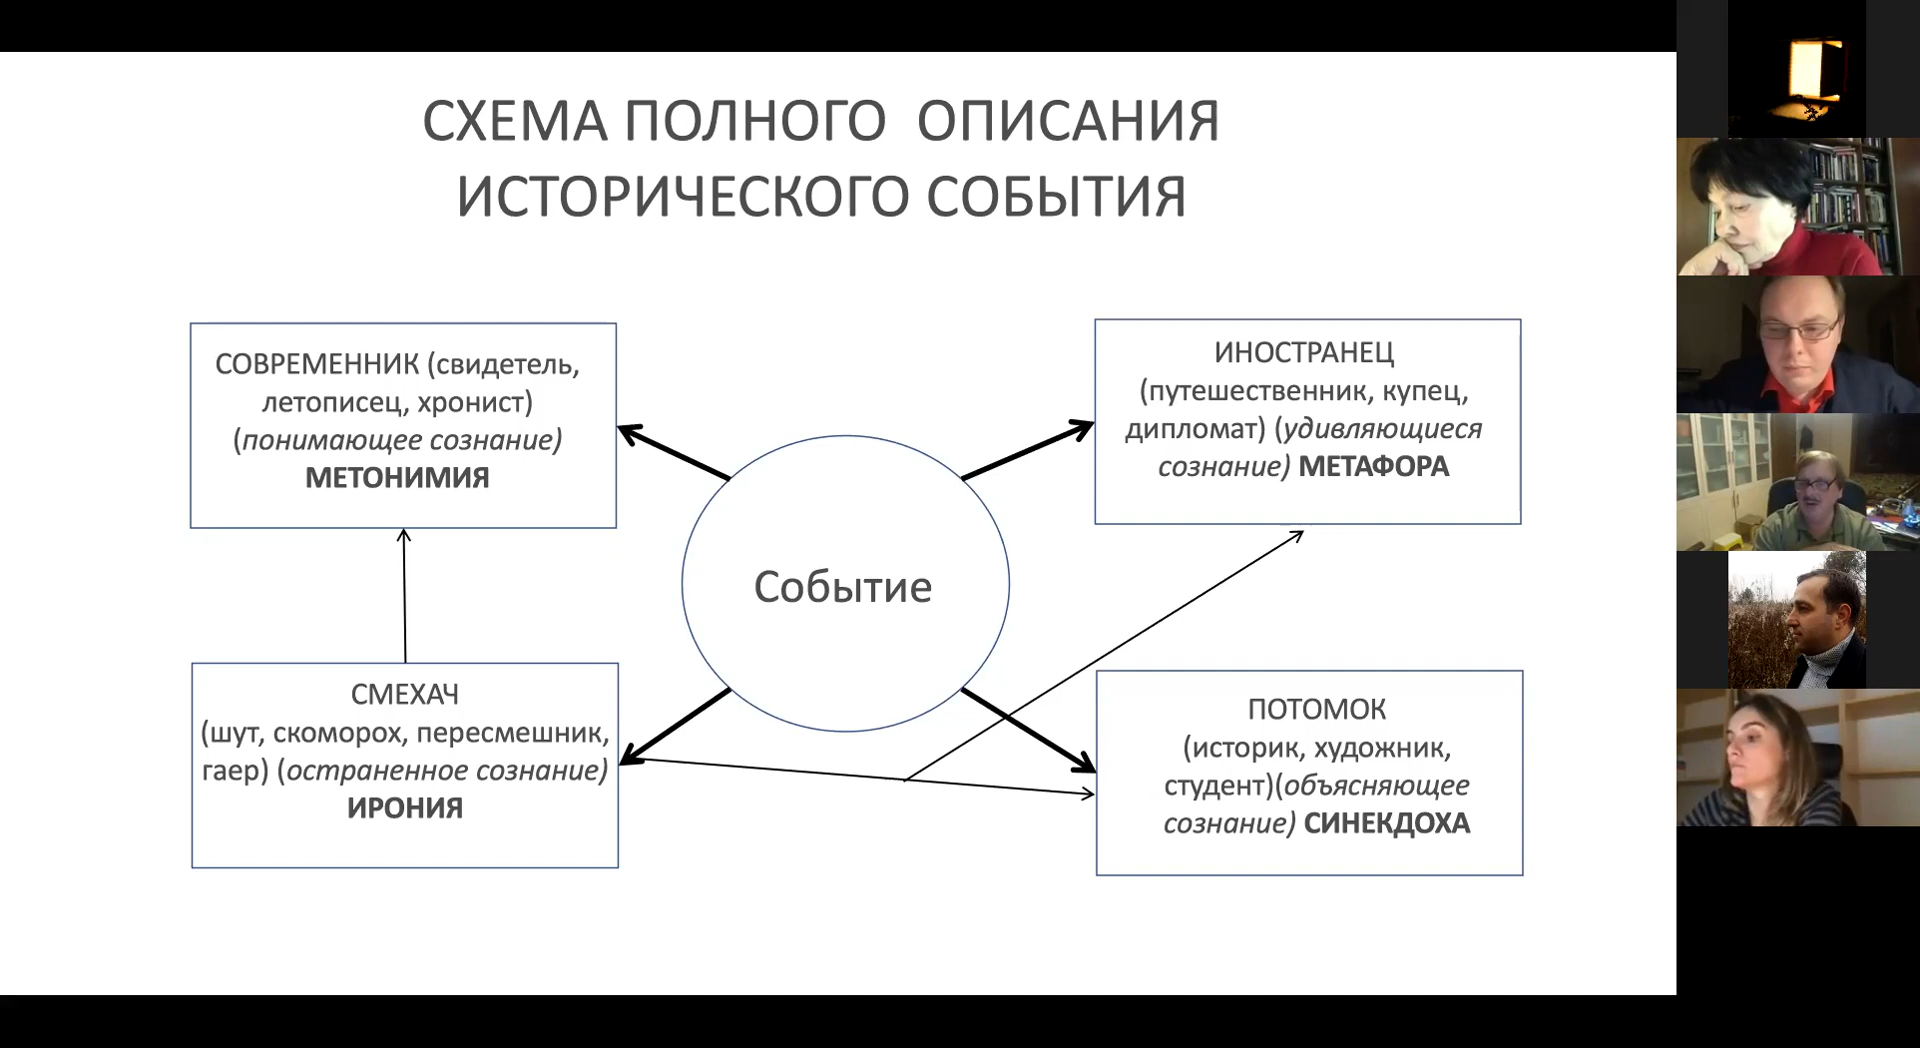 СХЕМА ПОЛНОГО  ОПИСАНИЯ
ИСТОРИЧЕСКОГО СОБЫТИЯ
СОВРЕМЕННИК (свидетель,
летописец, хронист)
(понимающее сознание)
МЕТОНИМИЯ
ИНОСТРАНЕЦ
(путешественник, купец,
дипломат) (удивляющиеся
сознание) МЕТАФОРА
Событие
СМЕХАЧ
(шут, скоморох, пересмешник,
гаер) (остраненное сознание)
ИРОНИЯ
ПОТОМОК
(историк, художник,
студент)(объясняющее
сознание) СИНЕКДОХА